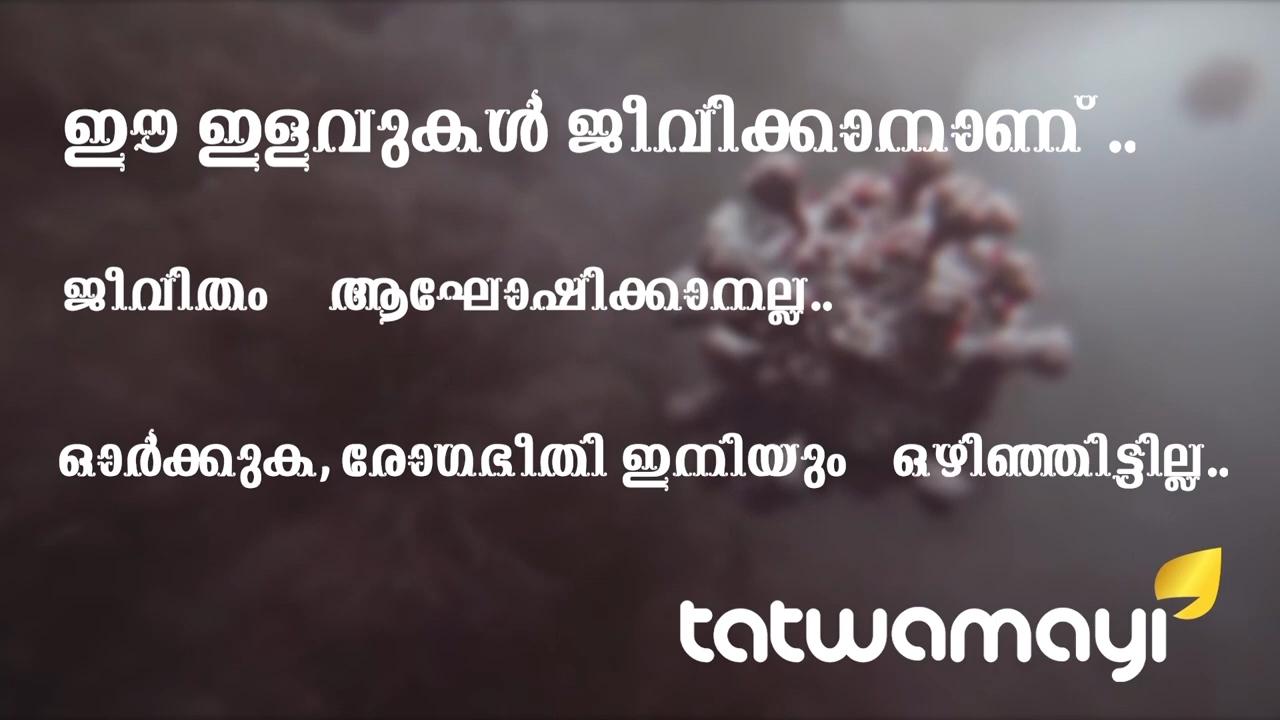 ഈ ഇളവുകൾ ജീവിക്കാനാണ് ..
ജീവിതം ആഘോഷിക്കാനല്ല..
ഓർക്കുക, രോഗഭീതി ഇനിയും ഒഴിഞ്ഞിട്ടില്ല..
tatwamayi